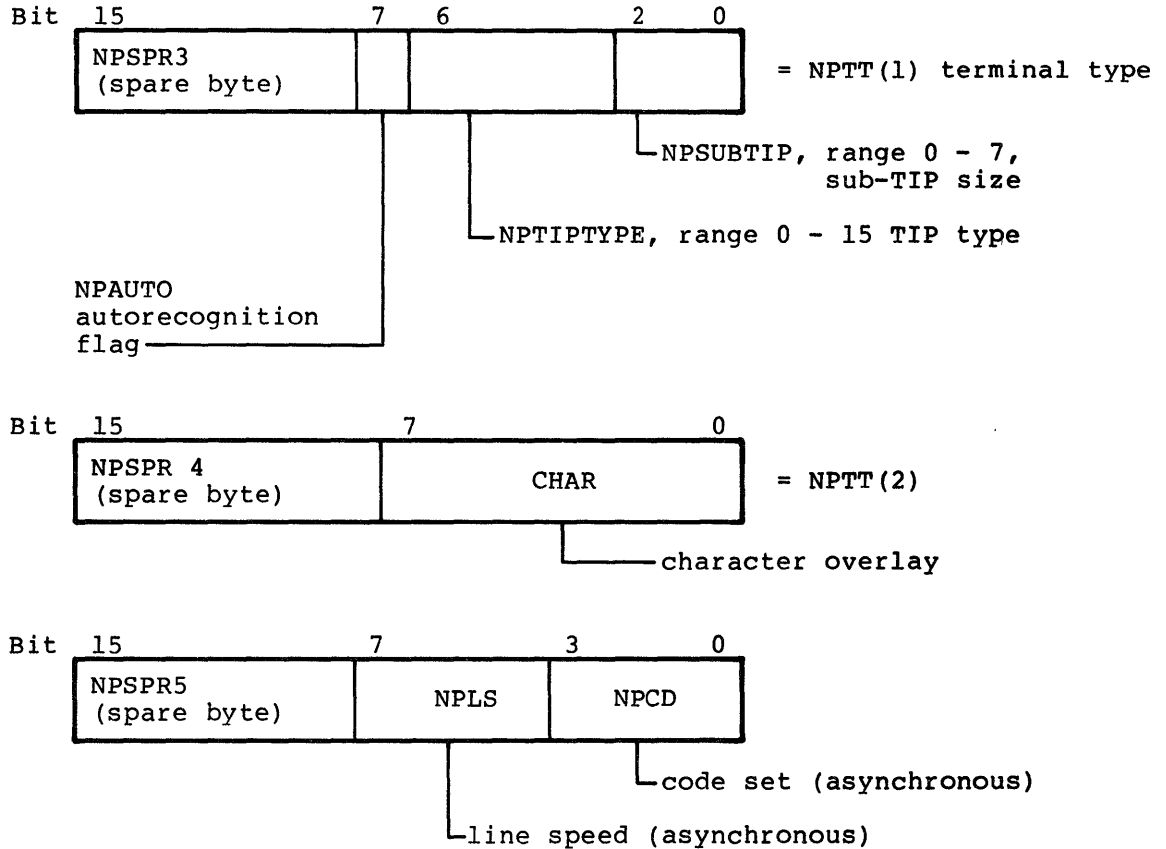 Bit 15 7 6 2 0
NPSPR3
(spare byte)
= NPTT(1) terminal type
NPSUBTIP, range 0 - 7,
sub-TIP size
NPTIPTYPE, range 0 - 15 TIP type
NPAUTO
autorecognition
flag
Bit 15 7 0
NPSPR 4
(spare byte)
CHAR
= NPTT(2)
character overlay
Bit 15 7 3 0
NPSPR5
(spare byte)
NPLS
NPCD
code set (asynchronous)
line speed (asynchronous)